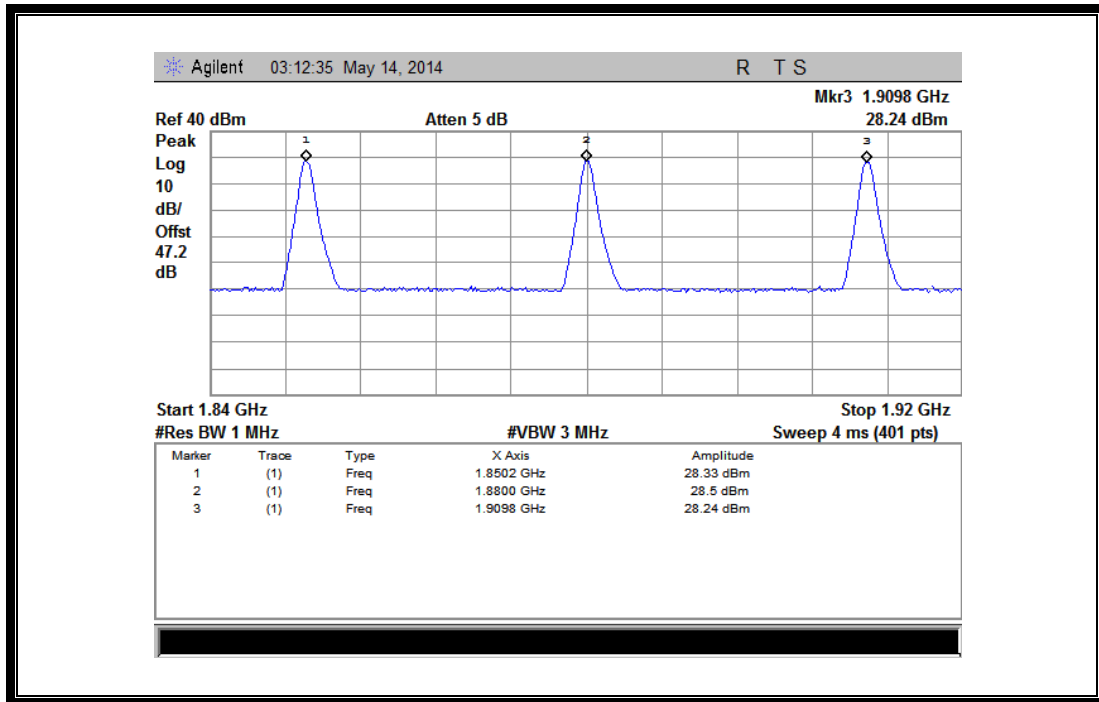 Agilent 03:12:35 May 14, 2014 R T S
Mkr3 1.9098 GHz
Ref 40 dBm Atten 5 dB 28.24 dBm
Peak
Log
10
dB/
Offst
47.2
dB
1 2 3
Start 1.84 GHz Stop 1.92 GHz
#Res BW 1 MHz #VBW 3 MHz Sweep 4 ms (401 pts)
Marker Trace Type X Axis Amplitude
1 (1) Freq 1.8502 GHz 28.33 dBm
2 (1) Freq 1.8800 GHz 28.5 dBm
3 (1) Freq 1.9098 GHz 28.24 dBm